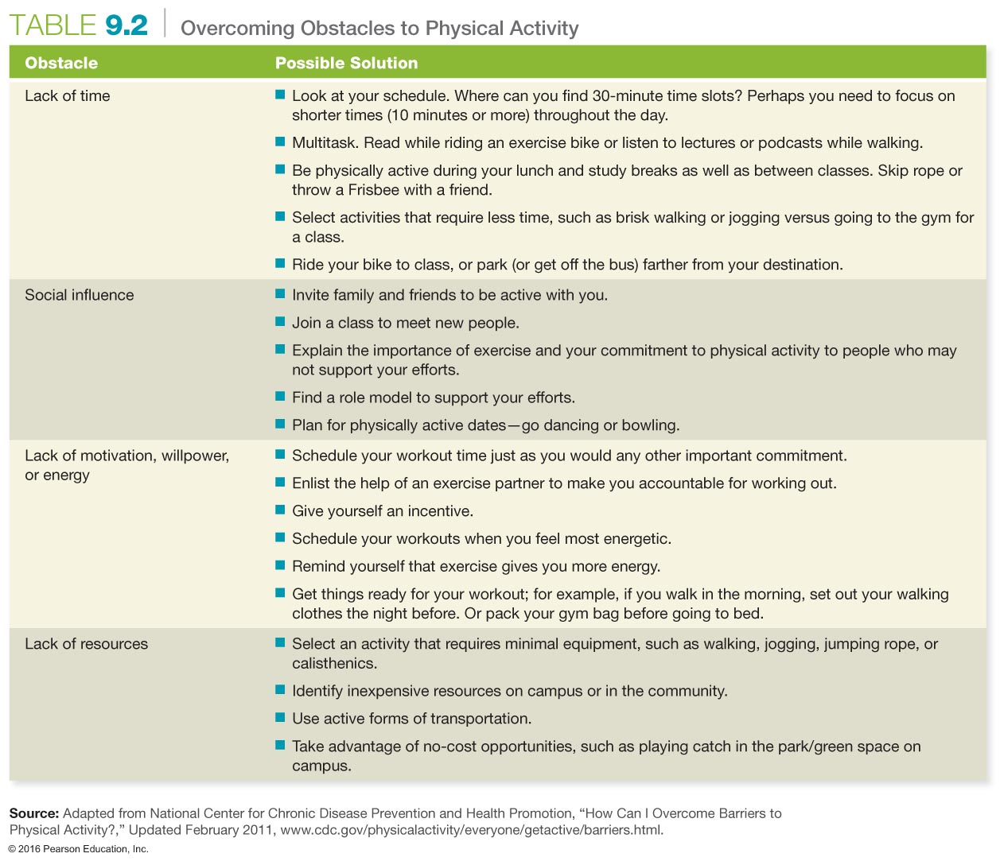 TABLE 9.2 Overcoming Obstacles to Physical Activity
Obstacle Possible Solution
Lack of time
■ Look at your schedule. Where can you find 30-minute time slots? Perhaps you need to focus on
shorter times (10 minutes or more) throughout the day.
■ Multitask. Read while riding an exercise bike or listen to lectures or podcasts while walking.
■ Be physically active during your lunch and study breaks as well as between classes. Skip rope or
throw a Frisbee with a friend.
■ Select activities that require less time, such as brisk walking or jogging versus going to the gym for
a class.
■ Ride your bike to class, or park (or get off the bus) farther from your destination.
Social influence
■ Invite family and friends to be active with you.
■ Join a class to meet new people.
■ Explain the importance of exercise and your commitment to physical activity to people who may
not support your efforts.
■ Find a role model to support your efforts.
■ Plan for physically active dates—go dancing or bowling.
Lack of motivation, willpower,
or energy
■ Schedule your workout time just as you would any other important commitment.
■ Enlist the help of an exercise partner to make you accountable for working out.
■ Give yourself an incentive.
■ Schedule your workouts when you feel most energetic.
■ Remind yourself that exercise gives you more energy.
■ Get things ready for your workout; for example, if you walk in the morning, set out your walking
clothes the night before. Or pack your gym bag before going to bed.
Lack of resources
■ Select an activity that requires minimal equipment, such as walking, jogging, jumping rope, or
calisthenics.
■ Identify inexpensive resources on campus or in the community.
■ Use active forms of transportation.
■ Take advantage of no-cost opportunities, such as playing catch in the park/green space on
campus.
Source: Adapted from National Center for Chronic Disease Prevention and Health Promotion, “How Can I Overcome Barriers to
Physical Activity?,” Updated February 2011, www.cdc.gov/physicalactivity/everyone/getactive/barriers.html.
© 2016 Pearson Education, Inc.